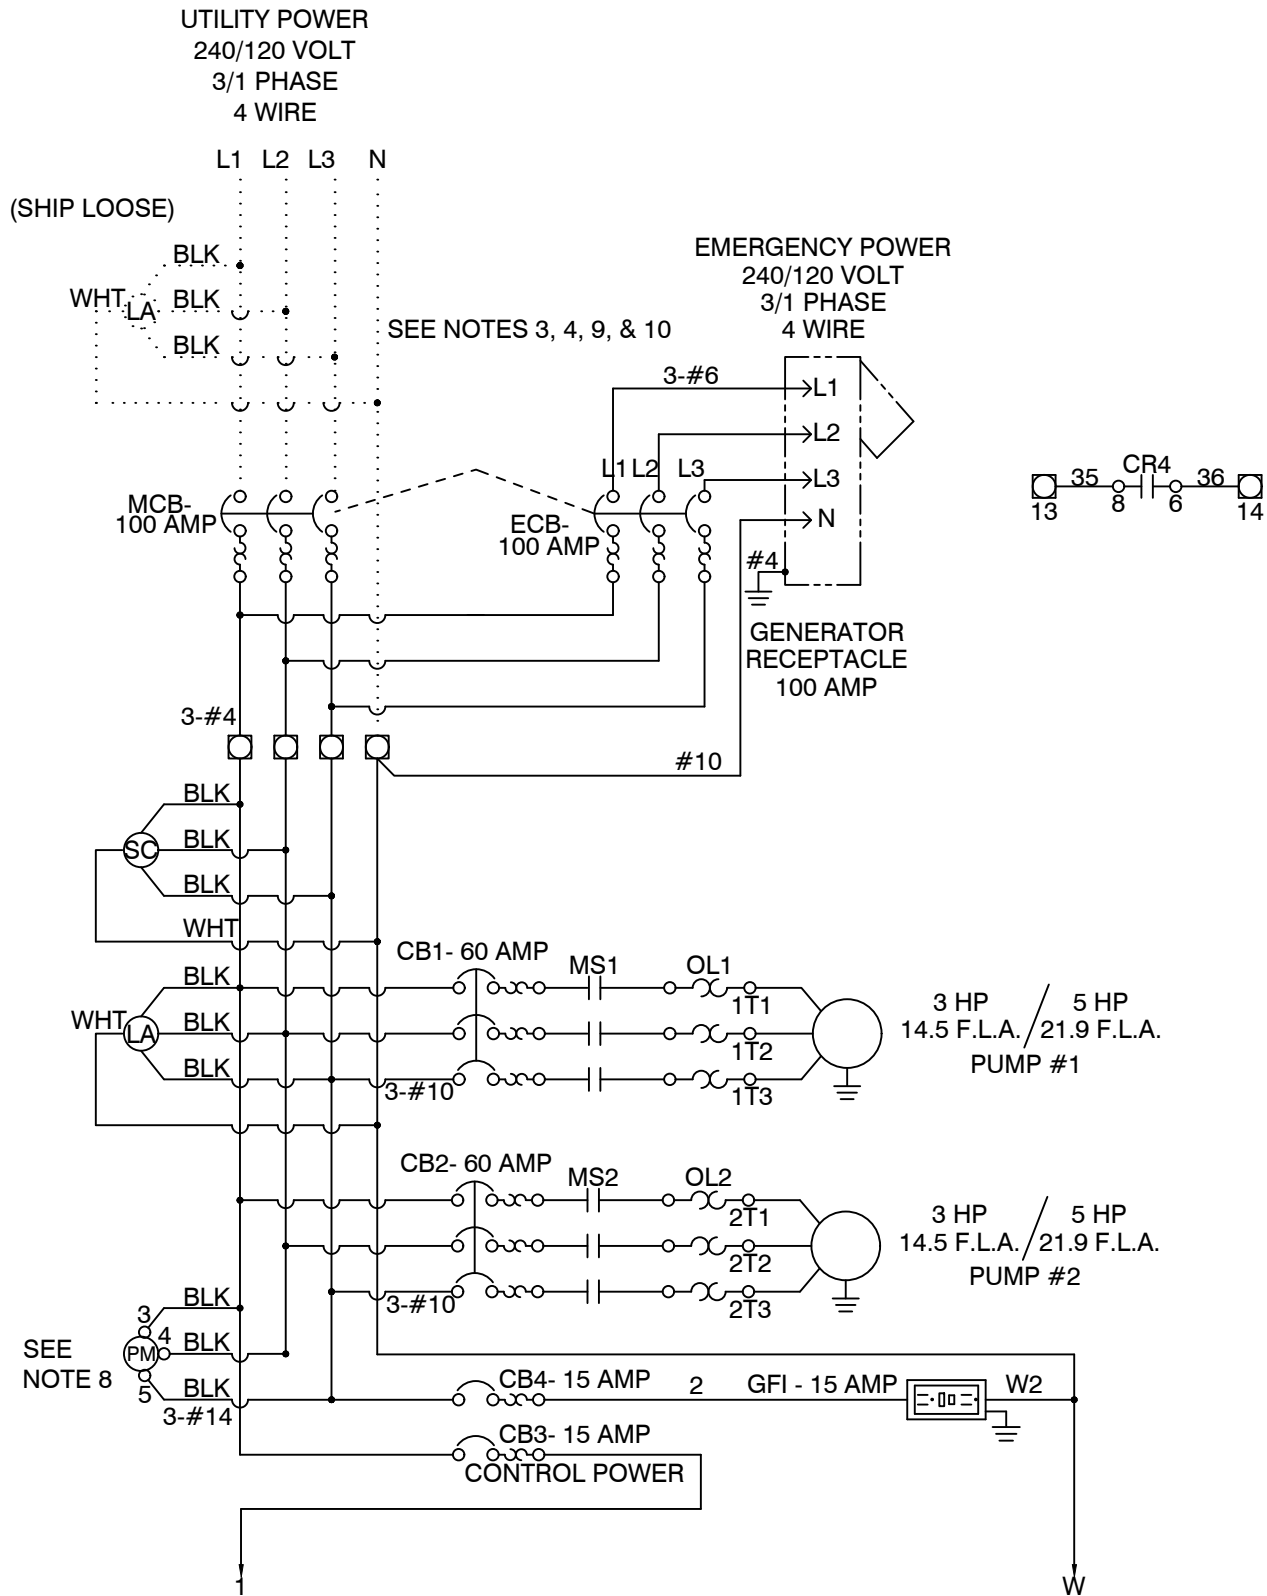 UTILITY POWER
240/120 VOLT
3/1 PHASE
4 WIRE
L1 L2 L3 N
(SHIP LOOSE)
BLK
WHT LA BLK
BLK
SEE NOTES 3, 4, 9, & 10
EMERGENCY POWER
240/120 VOLT
3/1 PHASE
4 WIRE
3-#6
L1
L2
L3
N
L1 L2 L3
MCB-
100 AMP
ECB-
100 AMP
#4
GENERATOR
RECEPTACLE
100 AMP
35 CR4 36
13 8 6 14
3-#4
#10
BLK
SC BLK
BLK
WHT
BLK
WHT LA BLK
BLK
CB1- 60 AMP
MS1 OL1
1T1
1T2
1T3
3-#10
3 HP / 5 HP
14.5 F.L.A. / 21.9 F.L.A.
PUMP #1
CB2- 60 AMP
MS2 OL2
2T1
2T2
2T3
3-#10
3 HP / 5 HP
14.5 F.L.A. / 21.9 F.L.A.
PUMP #2
SEE
NOTE 8
3 BLK
PM 4 BLK
5 BLK
3-#14
CB4- 15 AMP 2 GFI - 15 AMP W2
CB3- 15 AMP
CONTROL POWER
1 W